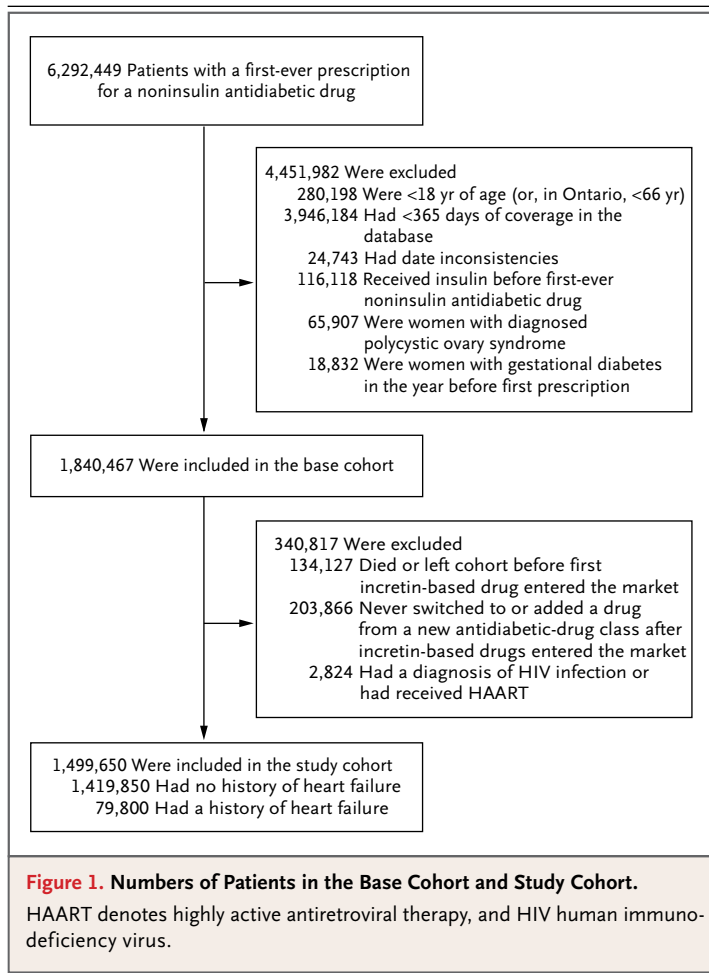 6,292,449 Patients with a first-ever prescription
for a noninsulin antidiabetic drug
4,451,982 Were excluded
280,198 Were <18 yr of age (or, in Ontario, <66 yr)
3,946,184 Had <365 days of coverage in the
database
24,743 Had date inconsistencies
116,118 Received insulin before first-ever
noninsulin antidiabetic drug
65,907 Were women with diagnosed
polycystic ovary syndrome
18,832 Were women with gestational diabetes
in the year before first prescription
1,840,467 Were included in the base cohort
340,817 Were excluded
134,127 Died or left cohort before first
incretin-based drug entered the market
203,866 Never switched to or added a drug
from a new antidiabetic-drug class after
incretin-based drugs entered the market
2,824 Had a diagnosis of HIV infection or
had received HAART
1,499,650 Were included in the study cohort
1,419,850 Had no history of heart failure
79,800 Had a history of heart failure
Figure 1. Numbers of Patients in the Base Cohort and Study Cohort.
HAART denotes highly active antiretroviral therapy, and HIV human immuno-
deficiency virus.